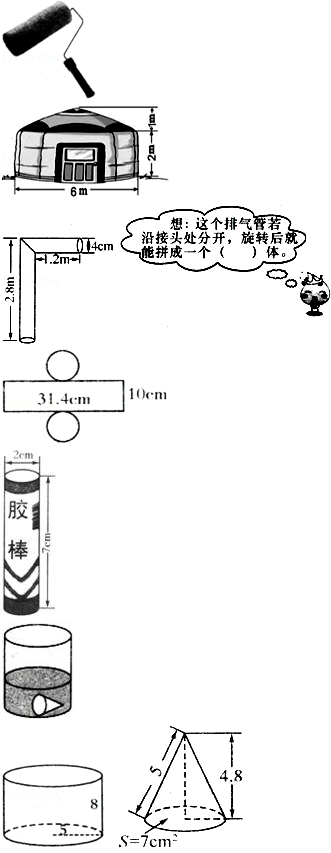 1m
2m
6m
想：这个排气管若
沿接头处分开，旋转后就
能拼成一个（　　）体。
4cm
1.2m
2.8m
31.4cm
10cm
2cm
胶
棒
7cm
8
5
5
4.8
S=7cm²